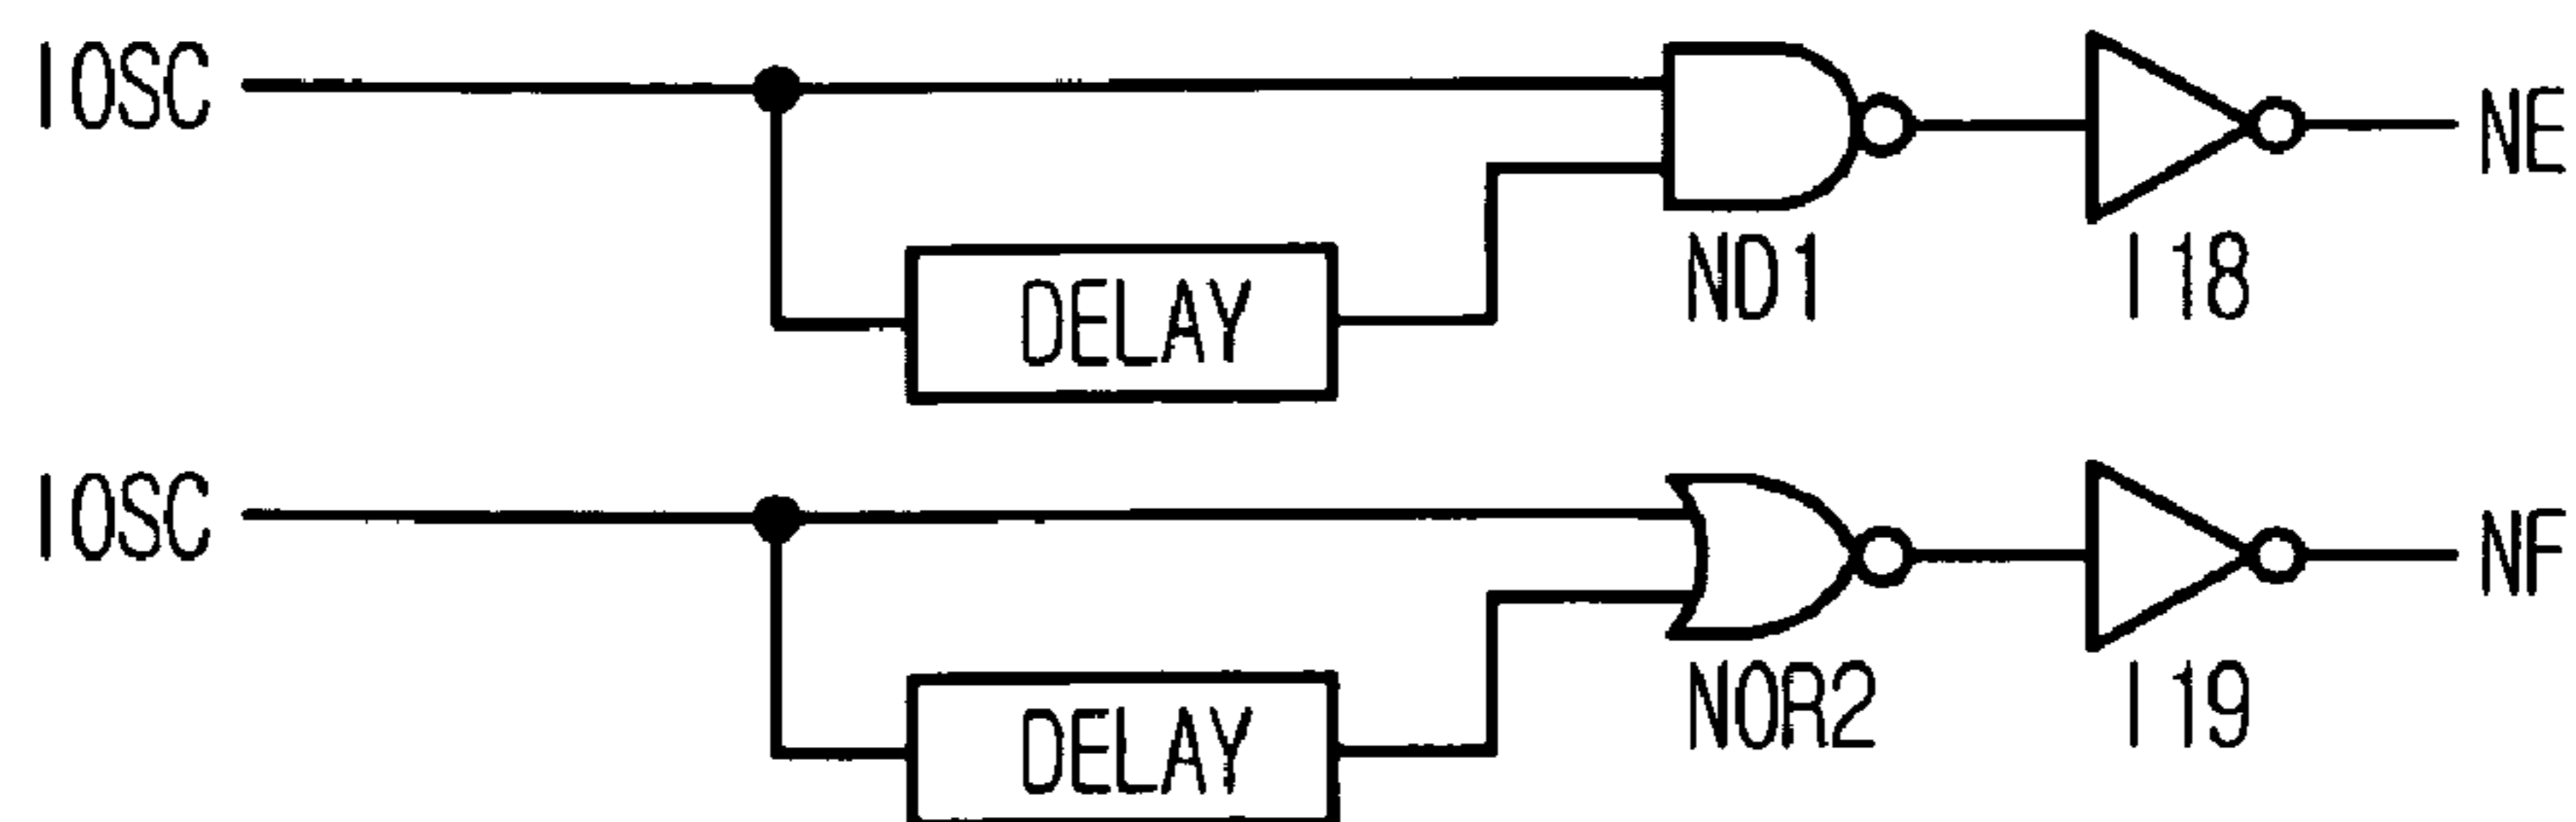 IOSC
NE
ND1
I18
DELAY
IOSC
NF
NOR2
I19
DELAY